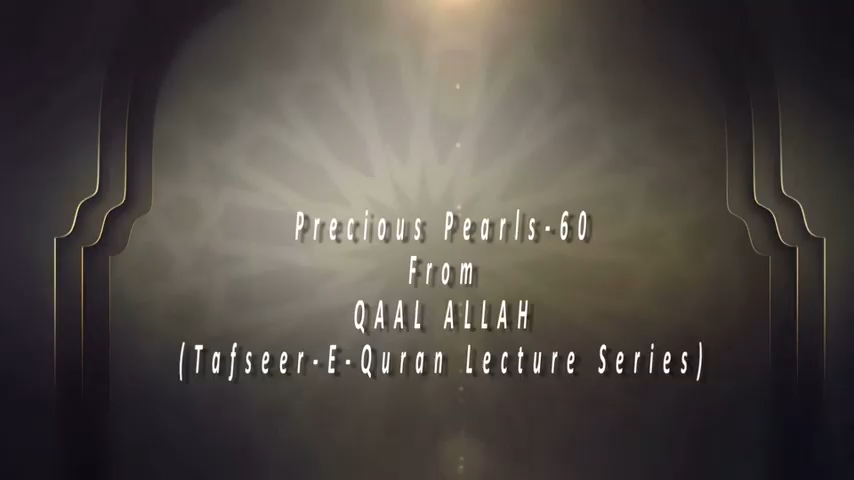 Precious Pearls-60
From
QAAL ALLAH
(Tafseer-E-Quran Lecture Series)